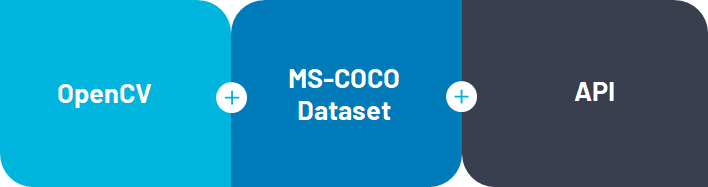 OpenCV
+
MS-COCO
Dataset
+
API